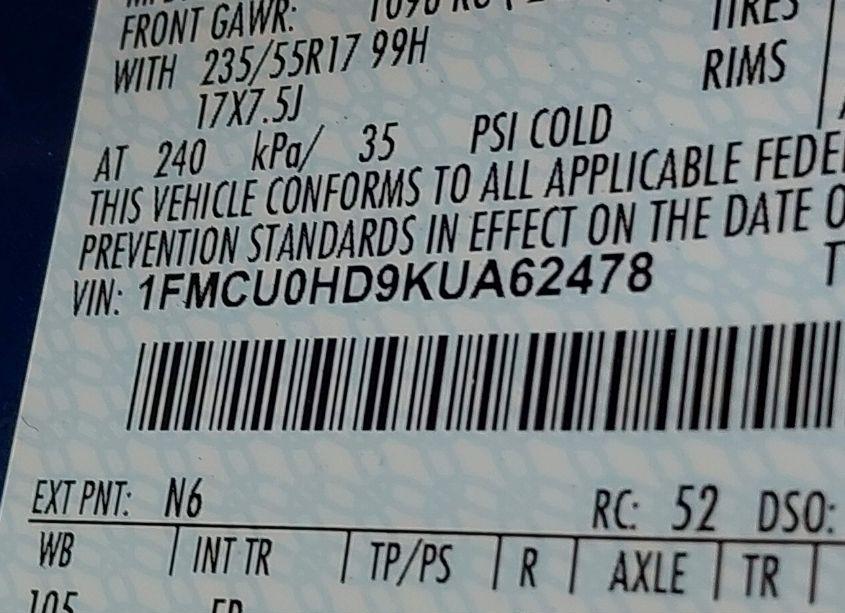 FRONT GAWR:
TIRES
WITH 235/55R17 99H RIMS
17X7.5J
AT 240 kPa/ 35 PSI COLD
THIS VEHICLE CONFORMS TO ALL APPLICABLE
PREVENTION STANDARDS IN EFFECT ON THE DATE
VIN: 1FMCU0HD9KUA62478
EXT PNT: N6 RC: 52 DSO:
WB INT TR TP/PS R AXLE TR
105